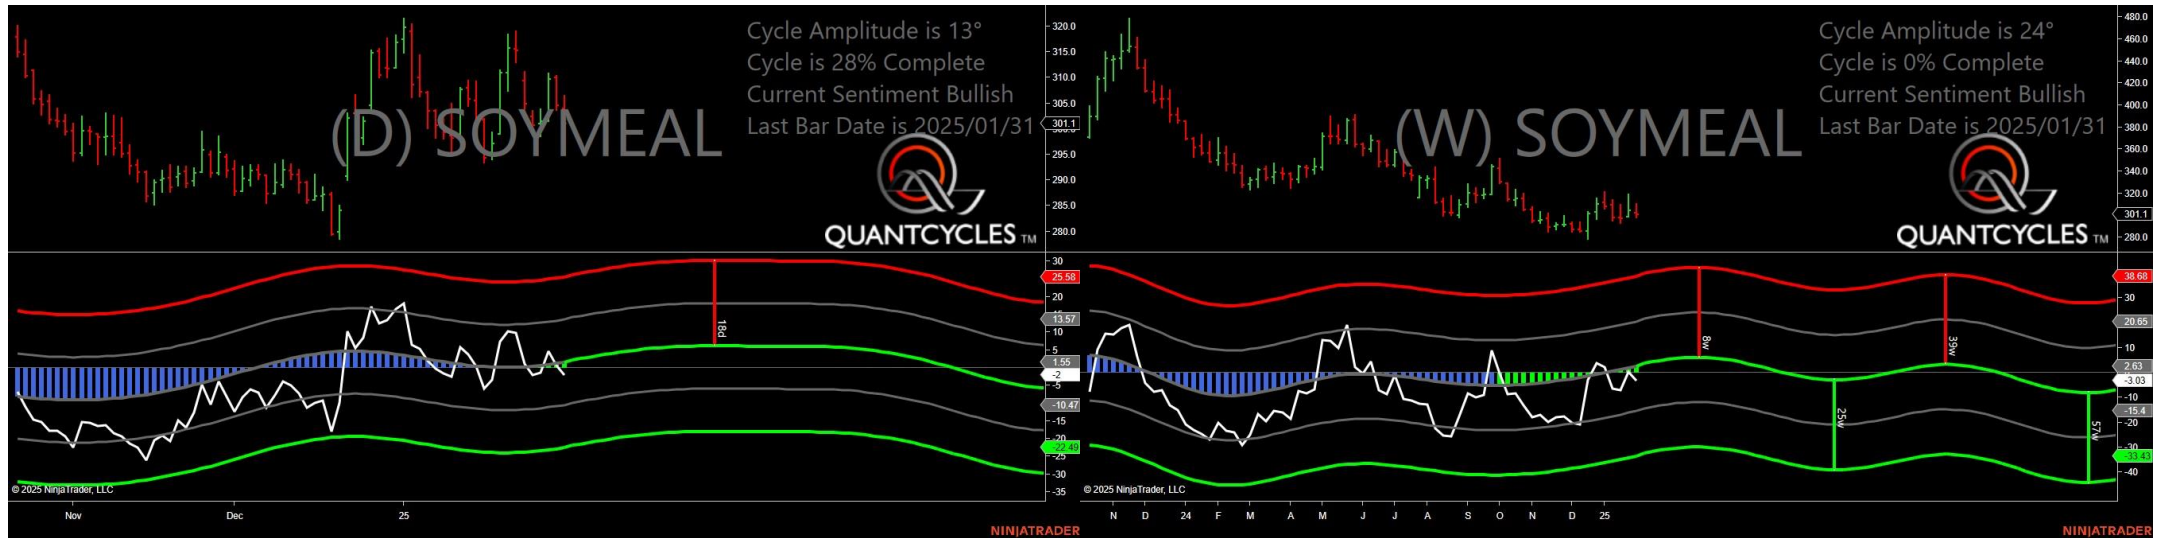 Cycle Amplitude is 13°
Cycle is 28% Complete
Current Sentiment Bullish
Last Bar Date is 2025/01/31
(D) SOYMEAL
QUANTCYCLES TM
320.0
315.0
310.0
305.0
301.1
300.0
295.0
290.0
285.0
280.0
30
25.58
20
13.57
10
5
1.55
-2
-5
-10.47
-15
-20
-22.49
-25
-30
-35
18d
© 2025 NinjaTrader, LLC
Nov
Dec
25
NINJATRADER
Cycle Amplitude is 24°
Cycle is 0% Complete
Current Sentiment Bullish
Last Bar Date is 2025/01/31
(W) SOYMEAL
QUANTCYCLES TM
480.0
460.0
440.0
420.0
400.0
380.0
360.0
340.0
320.0
301.1
280.0
38.68
30
20.65
10
2.63
-3.03
-10
-15.4
-20
-30
-33.43
-40
8w
39w
25w
57w
© 2025 NinjaTrader, LLC
N D 24 F M A M J J A S O N D 25
NINJATRADER